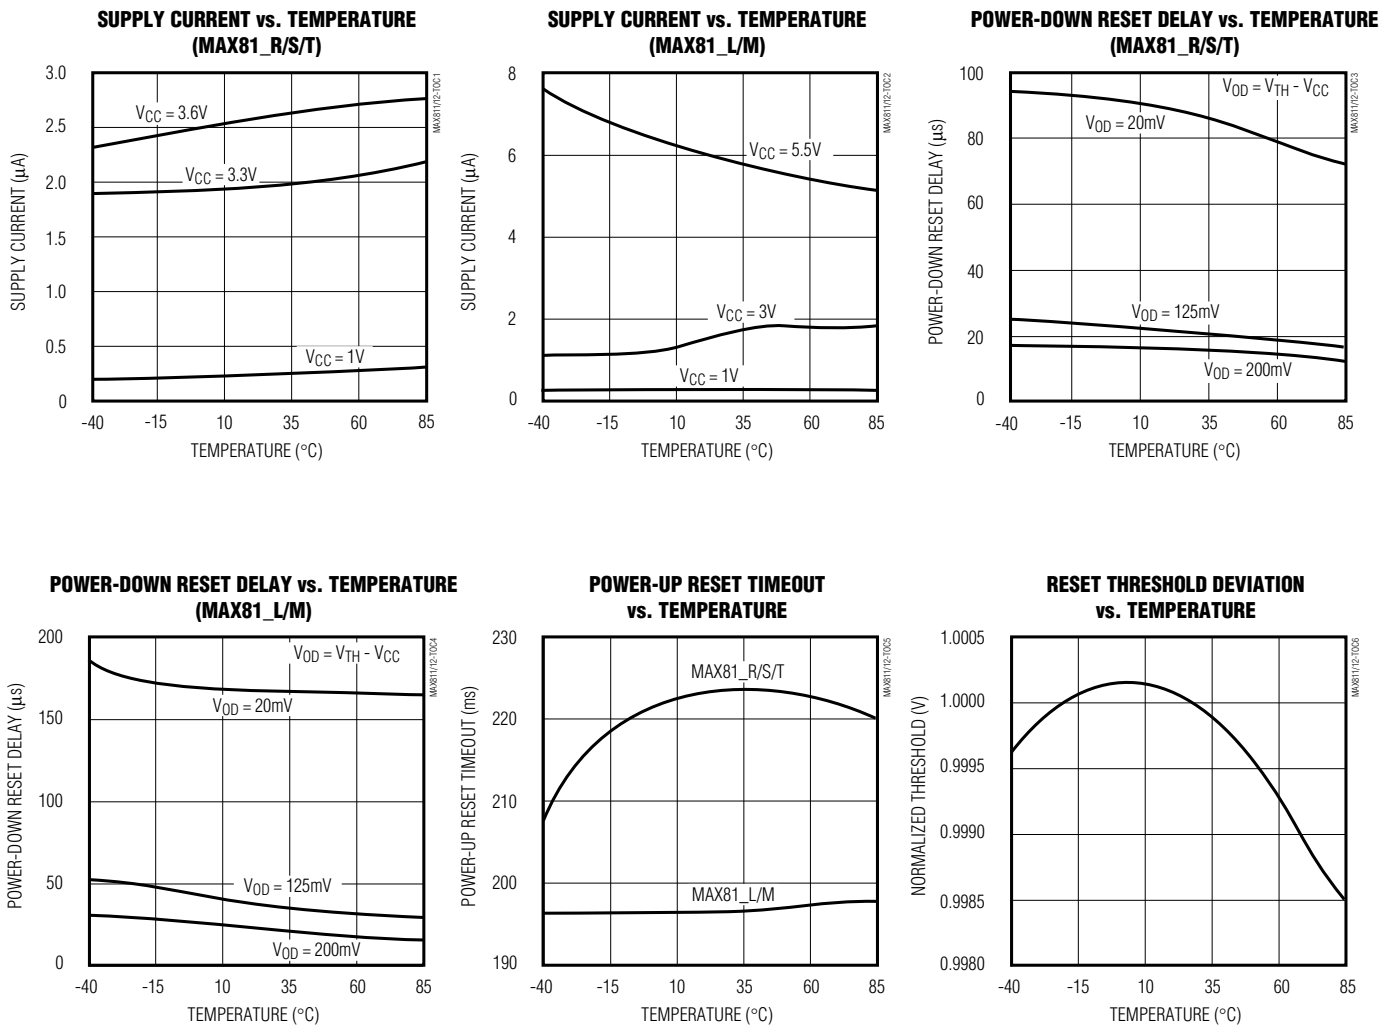 SUPPLY CURRENT vs. TEMPERATURE
(MAX81_R/S/T)
3.0
2.5
2.0
1.5
1.0
0.5
0
SUPPLY CURRENT (µA)
VCC = 3.6V
VCC = 3.3V
VCC = 1V
MAX811/12-TOC1
-40 -15 10 35 60 85
TEMPERATURE (°C)
SUPPLY CURRENT vs. TEMPERATURE
(MAX81_L/M)
8
6
4
2
0
SUPPLY CURRENT (µA)
VCC = 5.5V
VCC = 3V
VCC = 1V
MAX811/12-TOC2
-40 -15 10 35 60 85
TEMPERATURE (°C)
POWER-DOWN RESET DELAY vs. TEMPERATURE
(MAX81_R/S/T)
100
80
60
40
20
0
POWER-DOWN RESET DELAY (µs)
VOD = VTH - VCC
VOD = 20mV
VOD = 125mV
VOD = 200mV
MAX811/12-TOC3
-40 -15 10 35 60 85
TEMPERATURE (°C)
POWER-DOWN RESET DELAY vs. TEMPERATURE
(MAX81_L/M)
200
150
100
50
0
POWER-DOWN RESET DELAY (µs)
VOD = VTH - VCC
VOD = 20mV
VOD = 125mV
VOD = 200mV
MAX811/12-TOC4
-40 -15 10 35 60 85
TEMPERATURE (°C)
POWER-UP RESET TIMEOUT
vs. TEMPERATURE
230
220
210
200
190
POWER-UP RESET TIMEOUT (ms)
MAX81_R/S/T
MAX81_L/M
MAX811/12-TOC5
-40 -15 10 35 60 85
TEMPERATURE (°C)
RESET THRESHOLD DEVIATION
vs. TEMPERATURE
1.0005
1.0000
0.9995
0.9990
0.9985
0.9980
NORMALIZED THRESHOLD (V)
MAX811/12-TOC6
-40 -15 10 35 60 85
TEMPERATURE (°C)